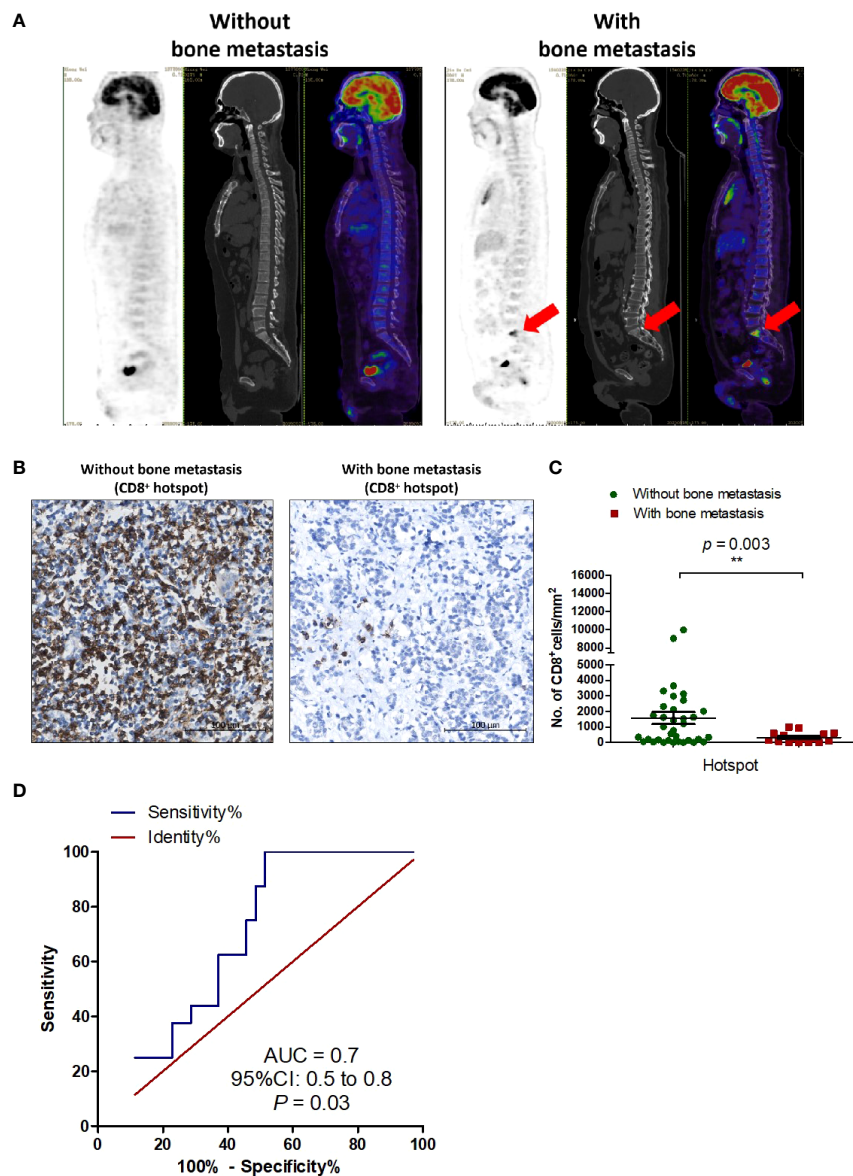 A
Without
bone metastasis
With
bone metastasis
B
Without bone metastasis
(CD8+ hotspot)
With bone metastasis
(CD8+ hotspot)
100 μm
100 μm
C
Without bone metastasis
With bone metastasis
p = 0.003
**
No. of CD8+cells/mm2
16000
14000
12000
10000
8000
6000
5000
4000
3000
2000
1000
0
Hotspot
D
Sensitivity%
Identity%
Sensitivity
100
80
60
40
20
0
AUC = 0.7
95%CI: 0.5 to 0.8
P = 0.03
0 20 40 60 80 100
100% - Specificity%